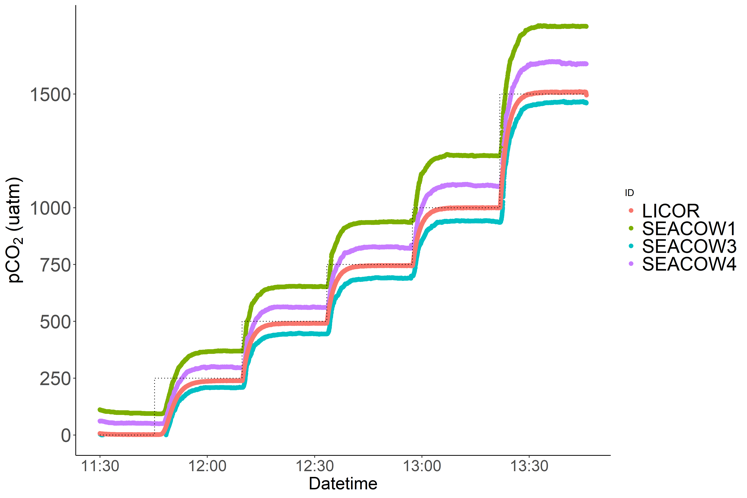 pCO₂ (uatm)
1500
1000
750
500
250
0
11:30
12:00
12:30
13:00
13:30
Datetime
ID
LICOR
SEACOW1
SEACOW3
SEACOW4